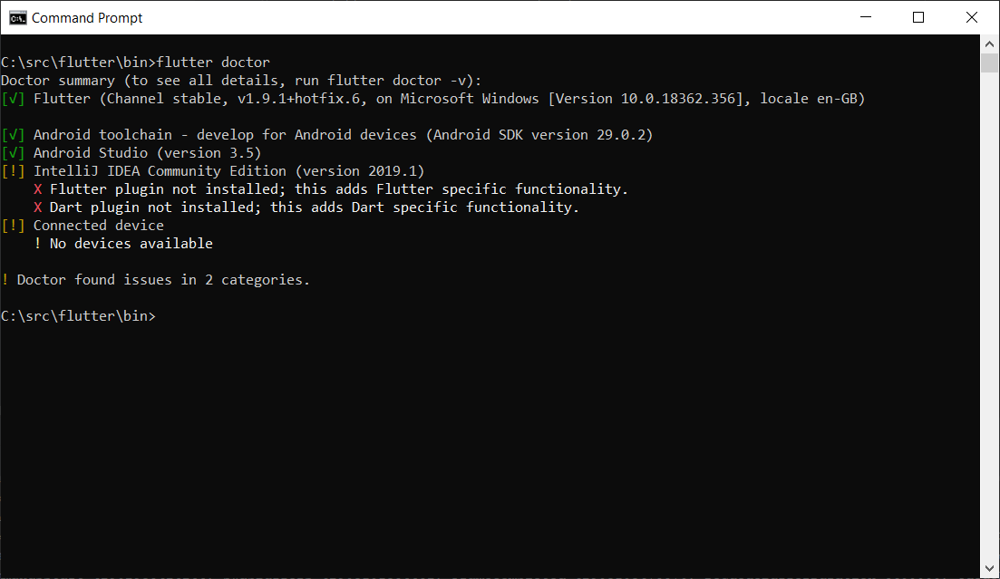 Command Prompt
C:\src\flutter\bin>flutter doctor
Doctor summary (to see all details, run flutter doctor -v):
[√] Flutter (Channel stable, v1.9.1+hotfix.6, on Microsoft Windows [Version 10.0.18362.356], locale en-GB)
[√] Android toolchain - develop for Android devices (Android SDK version 29.0.2)
[√] Android Studio (version 3.5)
[!] IntelliJ IDEA Community Edition (version 2019.1)
    X Flutter plugin not installed; this adds Flutter specific functionality.
    X Dart plugin not installed; this adds Dart specific functionality.
[!] Connected device
    ! No devices available
! Doctor found issues in 2 categories.
C:\src\flutter\bin>